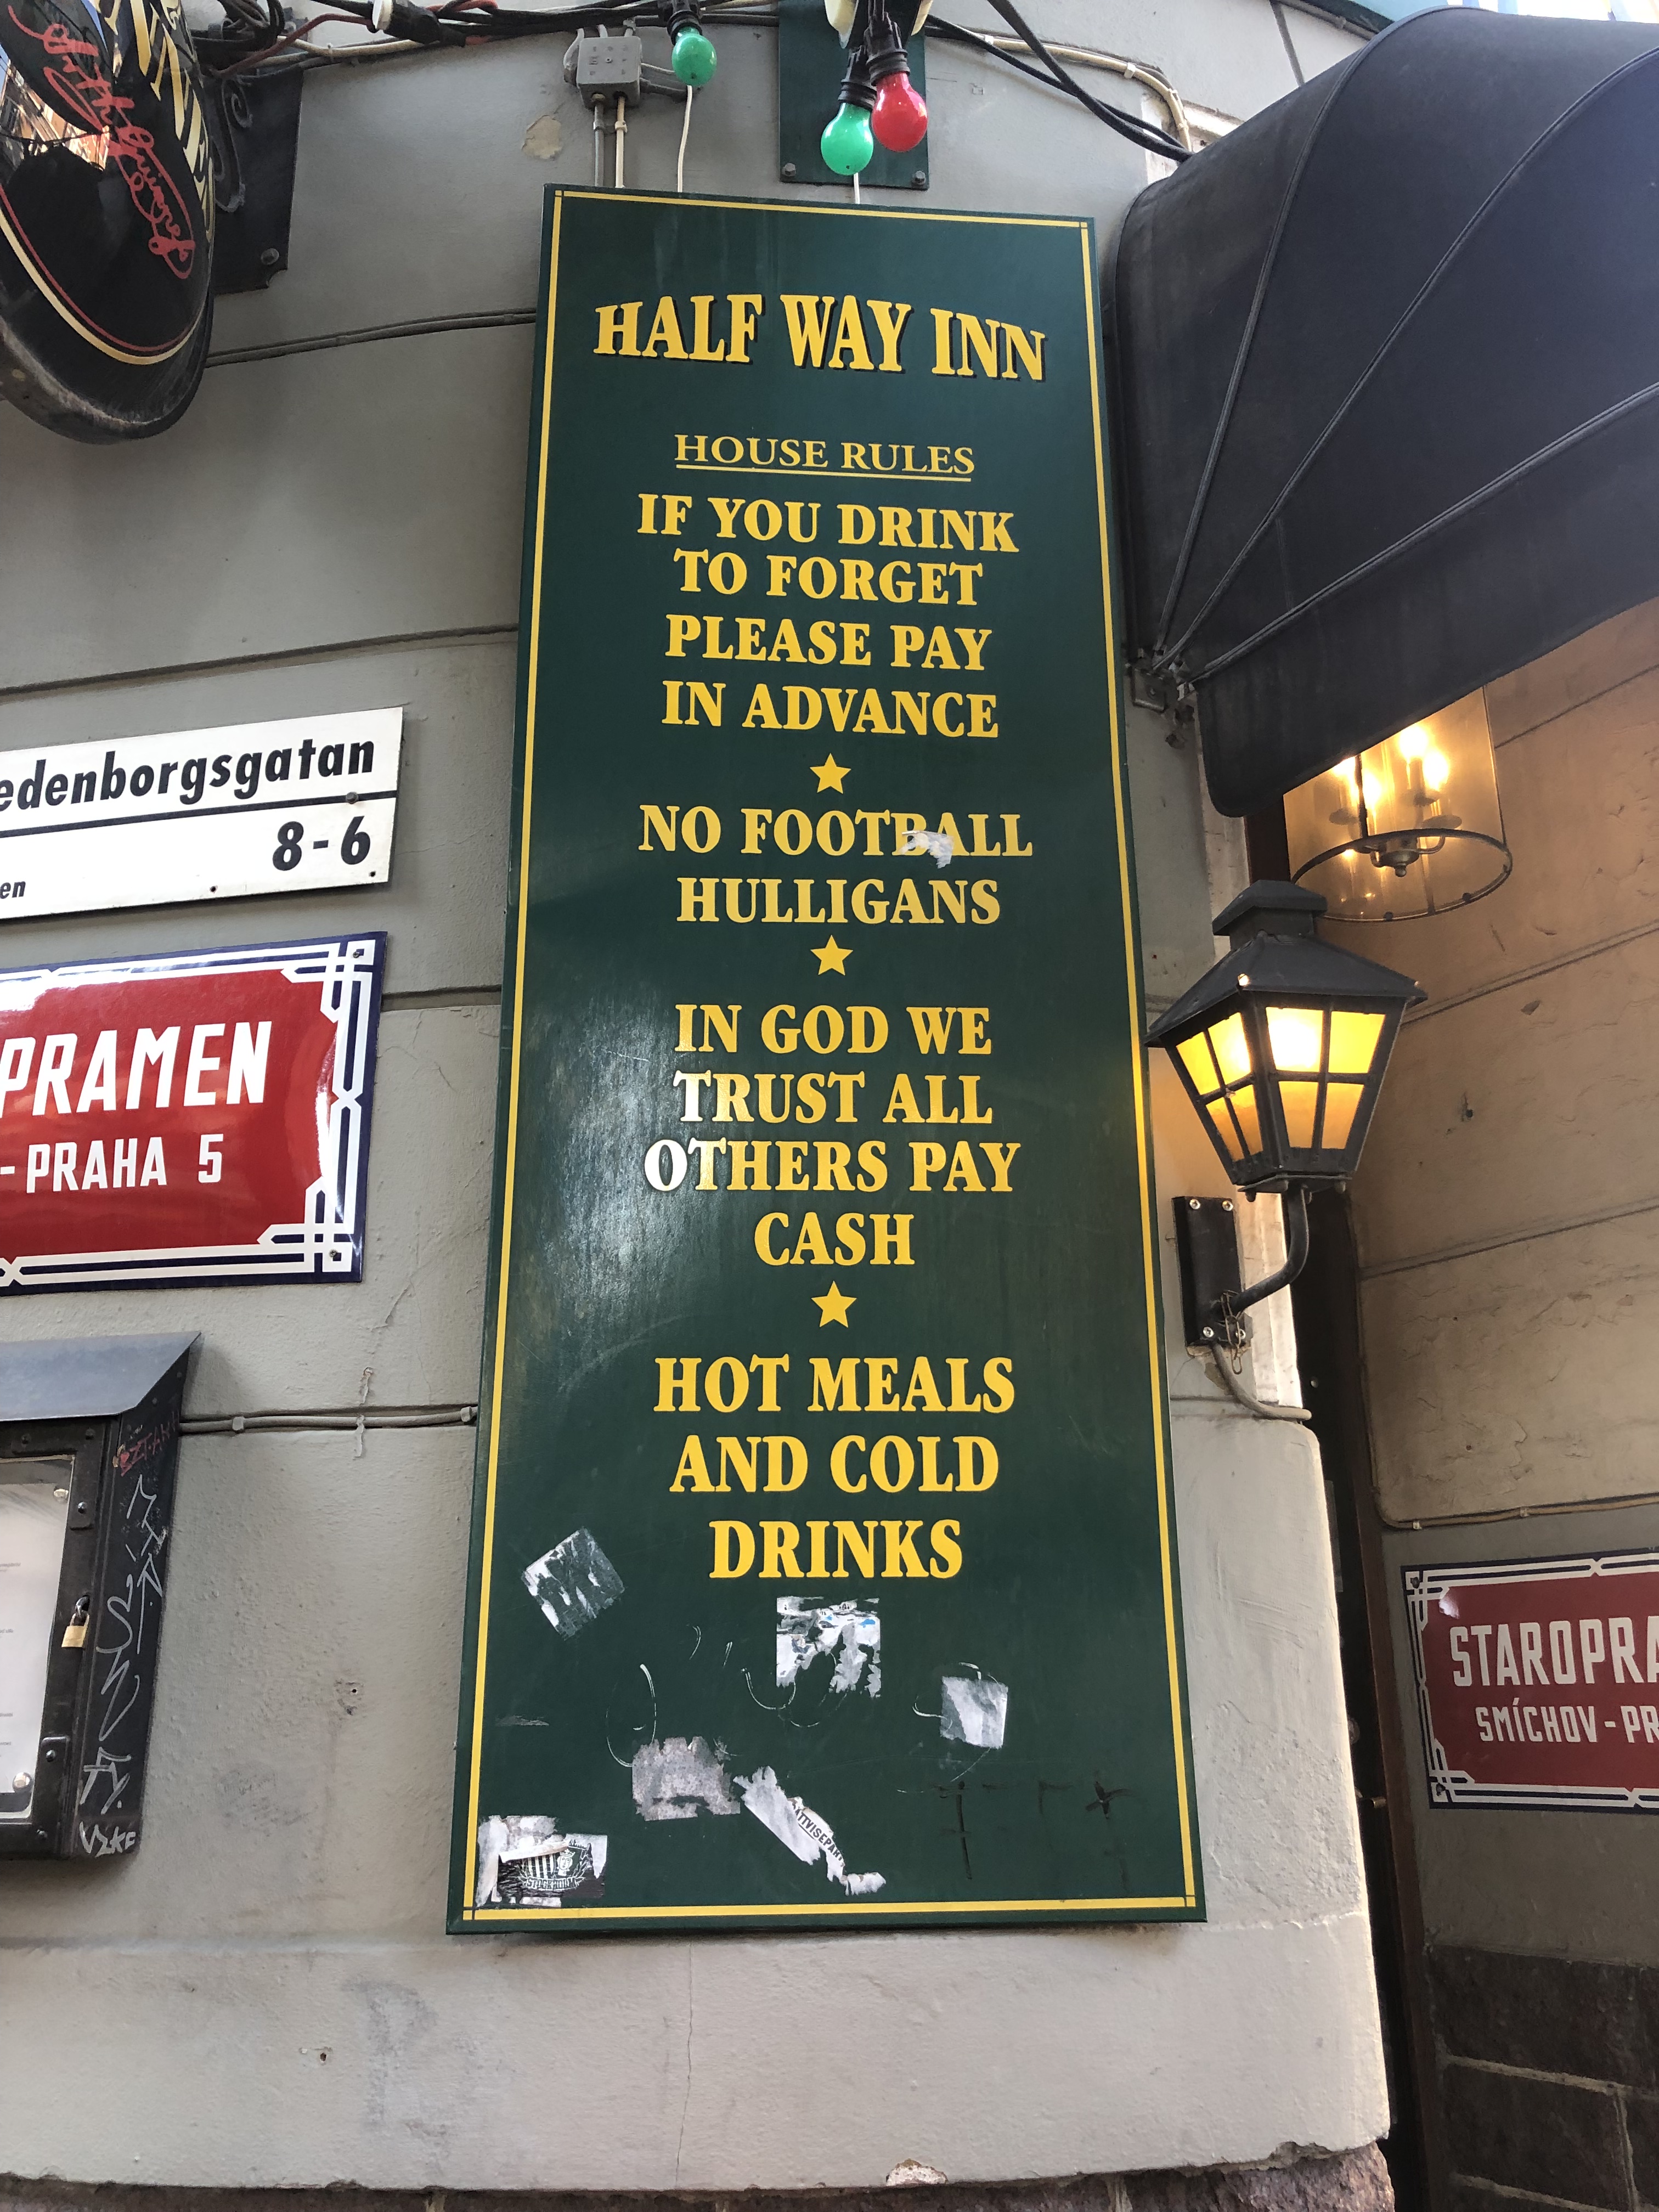 HALF WAY INN
HOUSE RULES
IF YOU DRINK
TO FORGET
PLEASE PAY
IN ADVANCE
NO FOOTBALL
HULLIGANS
IN GOD WE
TRUST ALL
OTHERS PAY
CASH
HOT MEALS
AND COLD
DRINKS
edenborgsgatan
8-6
en
PRAMEN
- PRAHA 5
STAROPRA
SMÍCHOV - PR